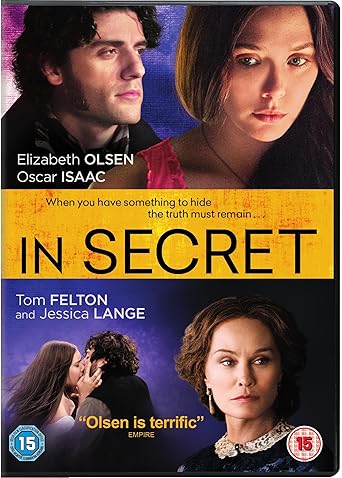 Elizabeth OLSEN
Oscar ISAAC
When you have something to hide
the truth must remain . . .
IN SECRET
Tom FELTON
and Jessica LANGE
"Olsen is terrific"
EMPIRE
15
15